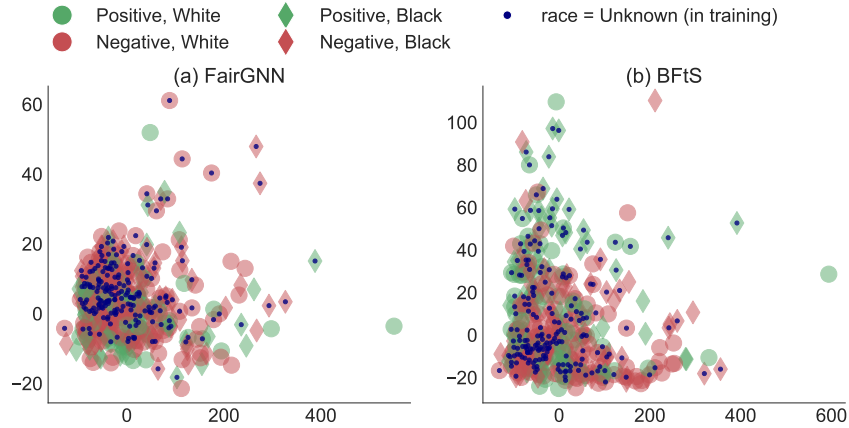 Positive, White Positive, Black race = Unknown (in training)
Negative, White Negative, Black
(a) FairGNN (b) BFtS
60
40
20
0
−20
0 200 400
100
80
60
40
20
0
−20
0 200 400 600